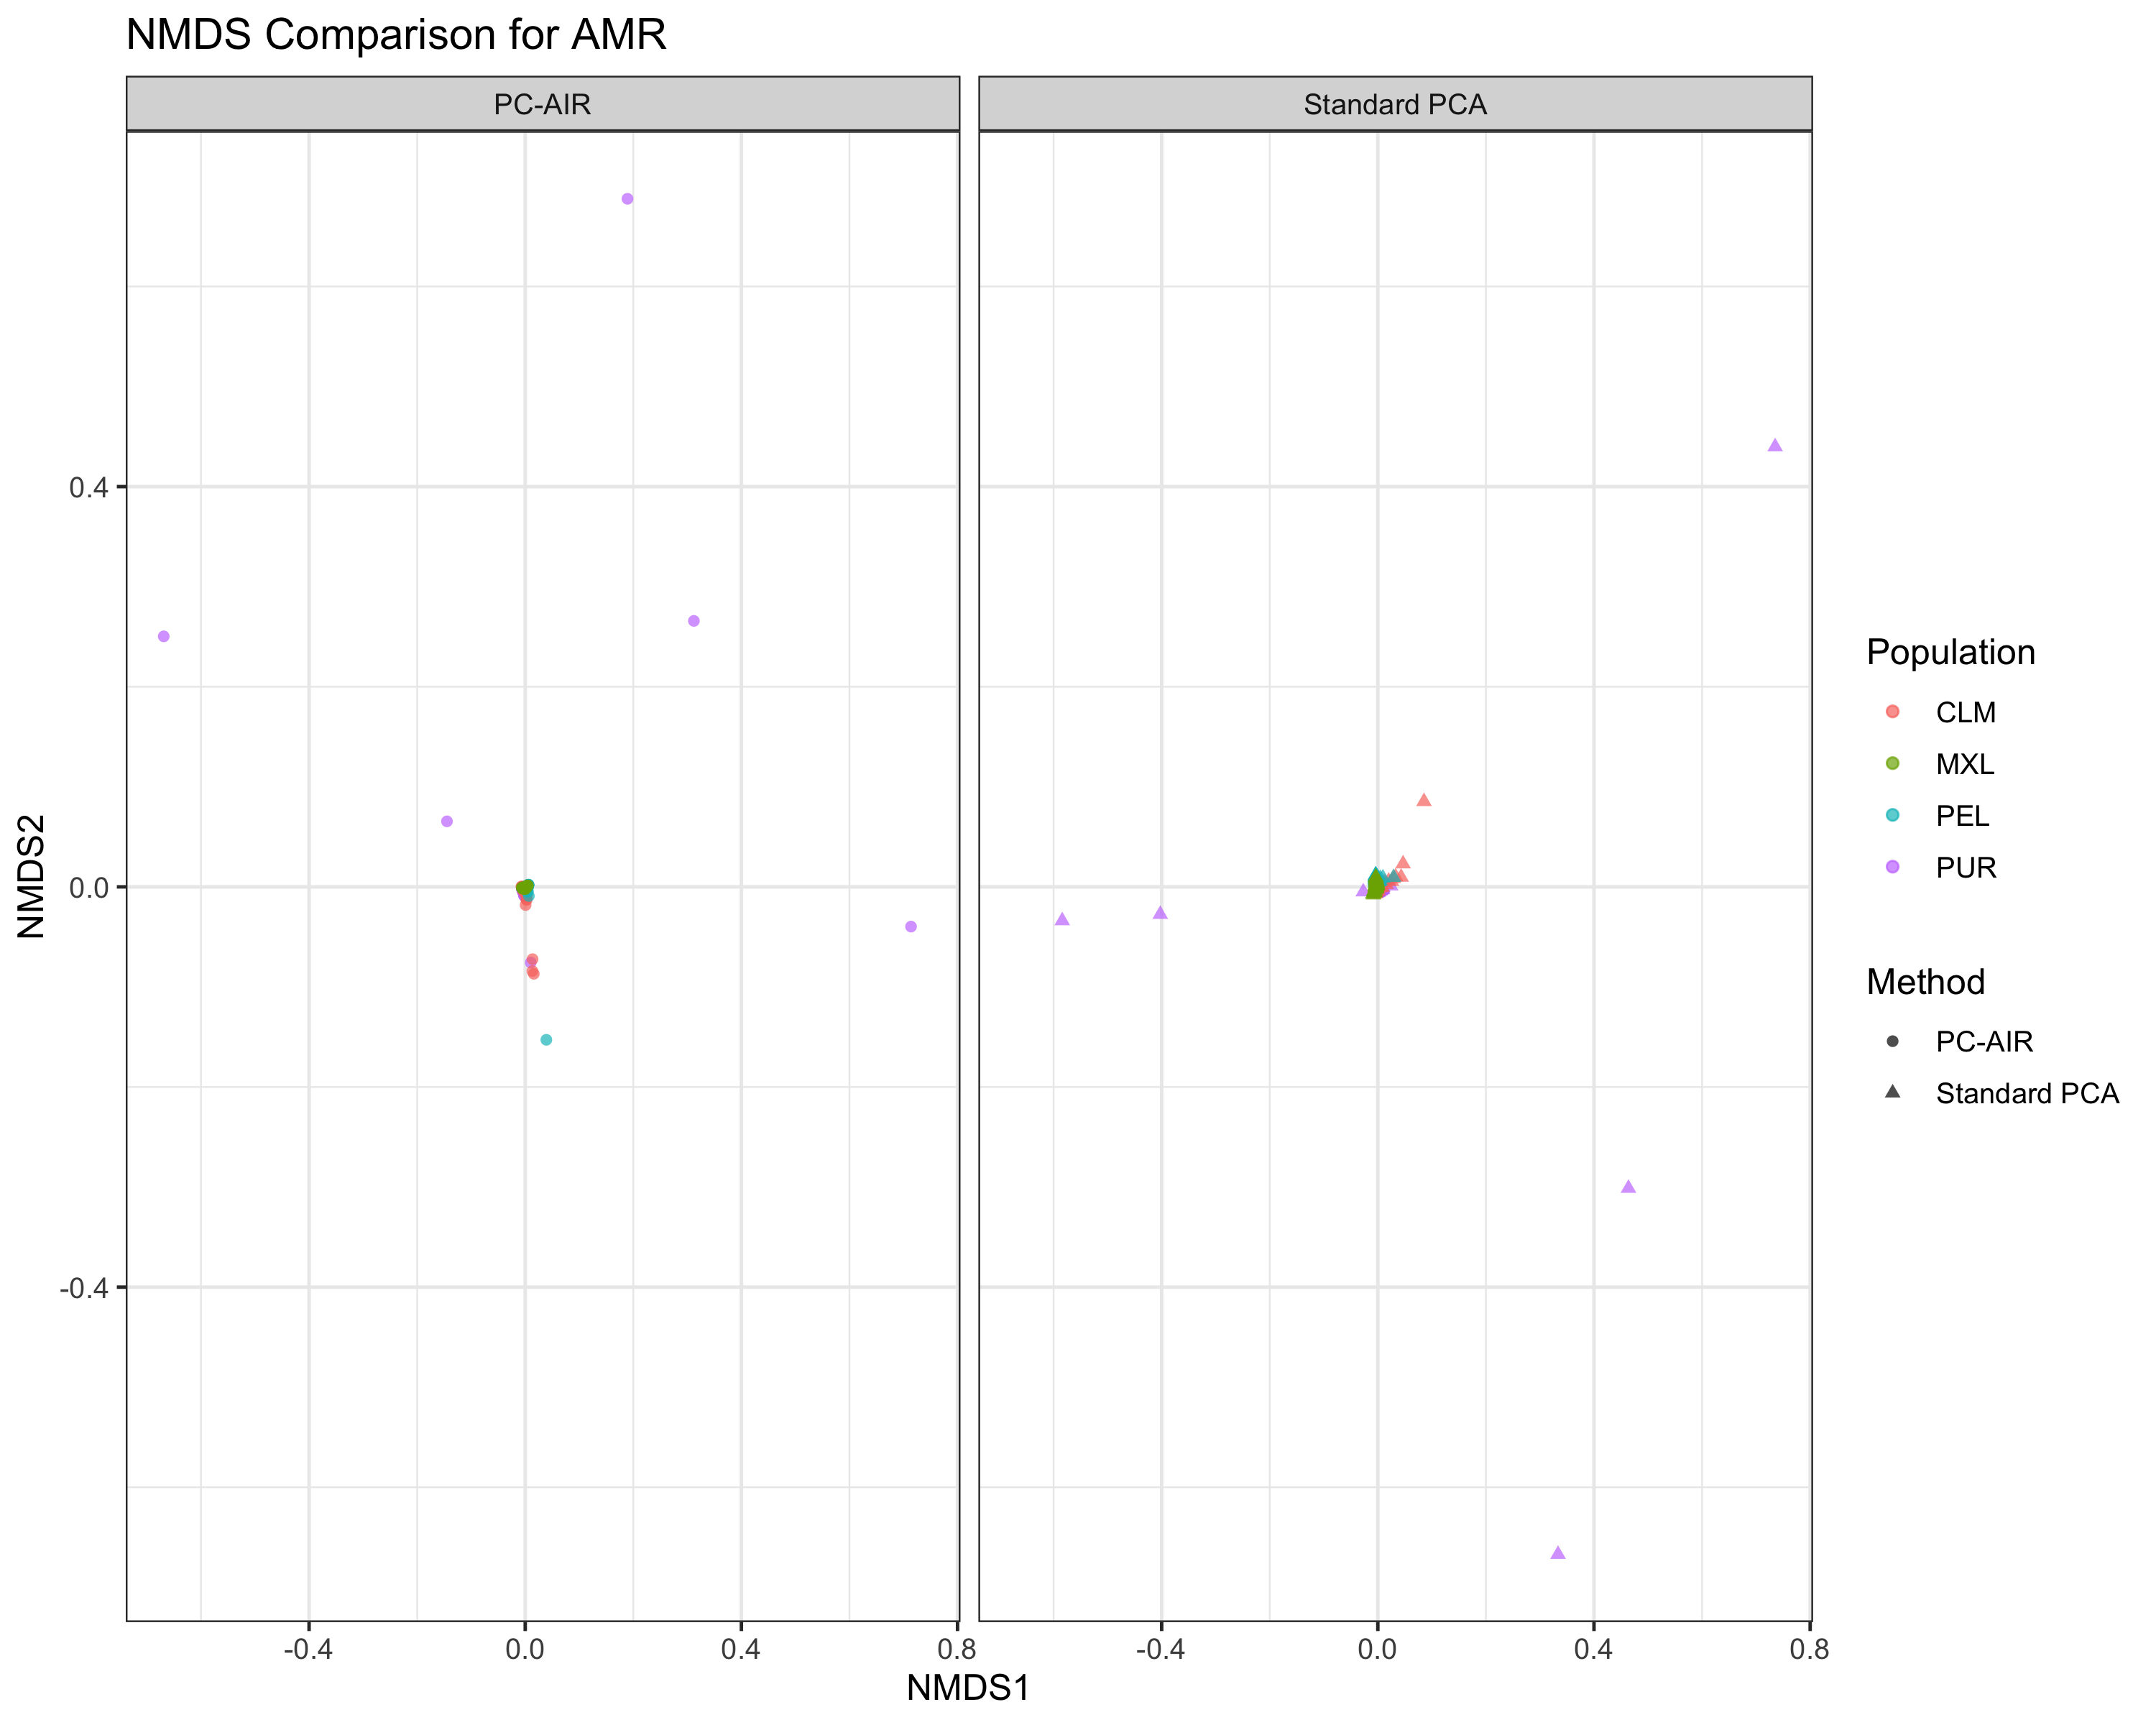 NMDS Comparison for AMR
PC-AIR
Standard PCA
NMDS2
0.4
0.0
-0.4
-0.4
0.0
0.4
0.8
-0.4
0.0
0.4
0.8
NMDS1
Population
CLM
MXL
PEL
PUR
Method
PC-AIR
Standard PCA